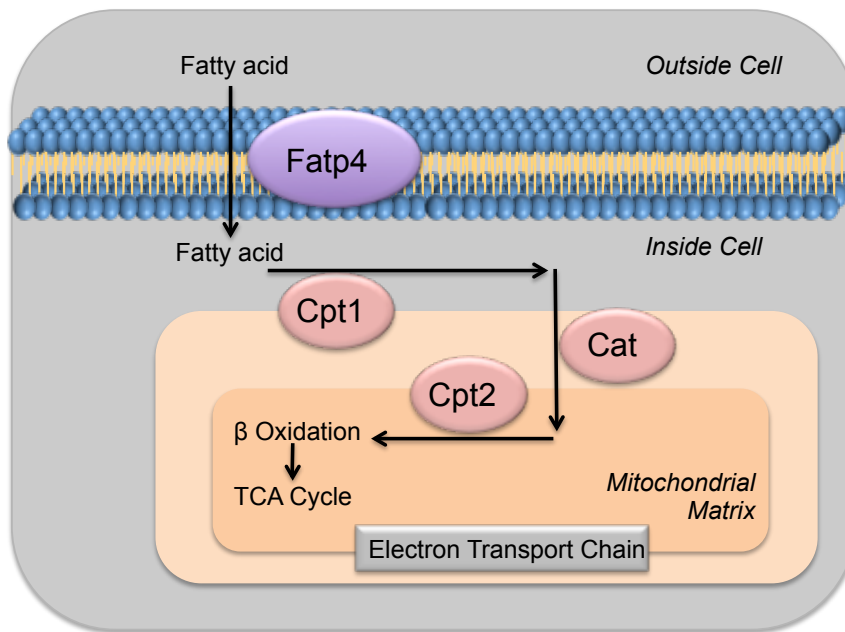 Fatty acid
Outside Cell
Fatp4
Fatty acid
Inside Cell
Cpt1
Cat
Cpt2
β Oxidation
TCA Cycle
Mitochondrial
Matrix
Electron Transport Chain